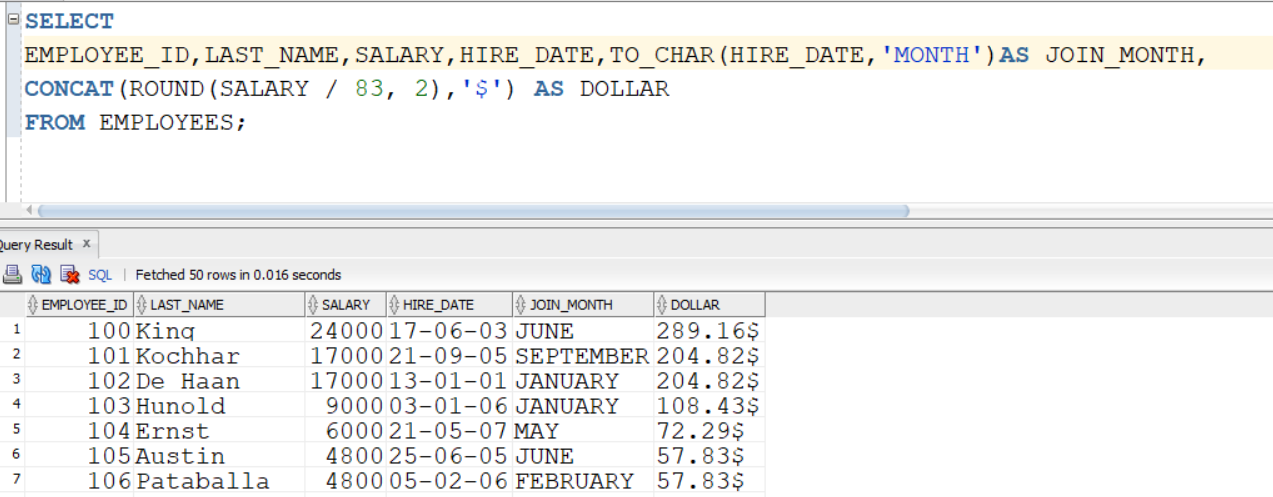 SELECT
EMPLOYEE_ID,LAST_NAME,SALARY,HIRE_DATE,TO_CHAR(HIRE_DATE,'MONTH')AS JOIN_MONTH,
CONCAT(ROUND(SALARY / 83, 2),'$') AS DOLLAR
FROM EMPLOYEES;
Query Result x
SQL | Fetched 50 rows in 0.016 seconds
EMPLOYEE_ID LAST_NAME SALARY HIRE_DATE JOIN_MONTH DOLLAR
1 100 King 24000 17-06-03 JUNE 289.16$
2 101 Kochhar 17000 21-09-05 SEPTEMBER 204.82$
3 102 De Haan 17000 13-01-01 JANUARY 204.82$
4 103 Hunold 9000 03-01-06 JANUARY 108.43$
5 104 Ernst 6000 21-05-07 MAY 72.29$
6 105 Austin 4800 25-06-05 JUNE 57.83$
7 106 Pataballa 4800 05-02-06 FEBRUARY 57.83$